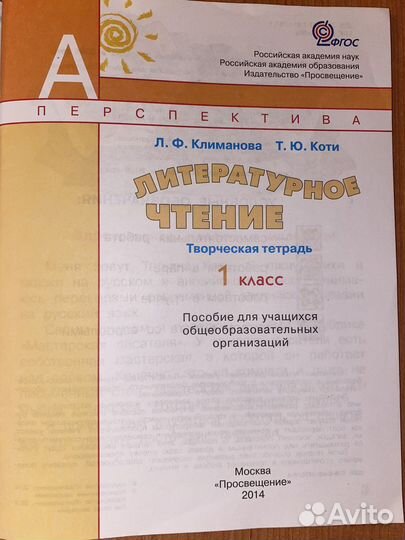 ФГОС
Российская академия наук
Российская академия образования
Издательство «Просвещение»
А
ПЕРСПЕКТИВА
Л. Ф. Климанова Т. Ю. Коти
ЛИТЕРАТУРНОЕ
ЧТЕНИЕ
Творческая тетрадь
1 класс
Пособие для учащихся
общеобразовательных
организаций
Москва
«Просвещение»
2014
Avito